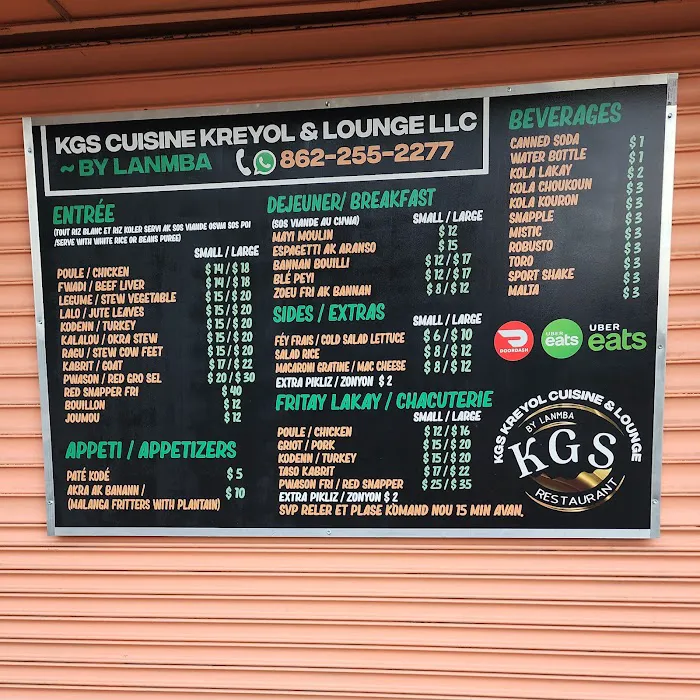 KGS CUISINE KREYOL & LOUNGE LLC
~ BY LANMBA 862-255-2277
ENTRÉE
(TOUT RIZ BLANC ET RIZ KOLER SERVI AK SOS VIANDE OSWA SOS POI
/SERVE WITH WHITE RICE OR BEANS PUREE)
SMALL / LARGE
POULE / CHICKEN $ 14 / $ 18
FWADI / BEEF LIVER $ 14 / $ 18
LEGUME / STEW VEGETABLE $ 15 / $ 20
LALO / JUTE LEAVES $ 15 / $ 20
KODENN / TURKEY $ 15 / $ 20
KALALOU / OKRA STEW $ 15 / $ 20
RAGU / STEW COW FEET $ 15 / $ 20
KABRIT / GOAT $ 17 / $ 22
PWASON / RED GRO SEL $ 20 / $ 30
RED SNAPPER FRI $ 40
BOUILLON $ 12
JOUMOU $ 12
APPETI / APPETIZERS
PATÉ KODÉ $ 5
AKRA AK BANANN / $ 10
(MALANGA FRITTERS WITH PLANTAIN)
DEJEUNER/ BREAKFAST
(SOS VIANDE AU CHWA) SMALL / LARGE
MAYI MOULIN $ 12
ESPAGETTI AK ARANSO $ 15
BANNAN BOUILLI $ 12 / $ 17
BLÉ PEYI $ 12 / $ 17
ZOEU FRI AK BANNAN $ 8 / $ 12
SIDES / EXTRAS
SMALL / LARGE
FÉY FRAIS / COLD SALAD LETTUCE $ 6 / $ 10
SALAD RICE $ 8 / $ 12
MACARONI GRATINE / MAC CHEESE $ 8 / $ 12
EXTRA PIKLIZ / ZONYON $ 2
FRITAY LAKAY / CHACUTERIE
SMALL / LARGE
POULE / CHICKEN $ 12 / $ 16
GRIOT / PORK $ 15 / $ 20
KODENN / TURKEY $ 15 / $ 20
TASO KABRIT $ 17 / $ 22
PWASON FRI / RED SNAPPER $ 25 / $ 35
EXTRA PIKLIZ / ZONYON $ 2
SVP RELER ET PLASE KOMAND NOU 15 MIN AVAN.
BEVERAGES
CANNED SODA $ 1
WATER BOTTLE $ 1
KOLA LAKAY $ 2
KOLA CHOUKOUN $ 3
KOLA KOURON $ 3
SNAPPLE $ 3
MISTIC $ 3
ROBUSTO $ 3
TORO $ 3
SPORT SHAKE $ 3
MALTA $ 3
DOORDASH
UBER
eats
UBER
eats
KGS KREYOL CUISINE & LOUNGE
BY LANMBA
KGS
RESTAURANT